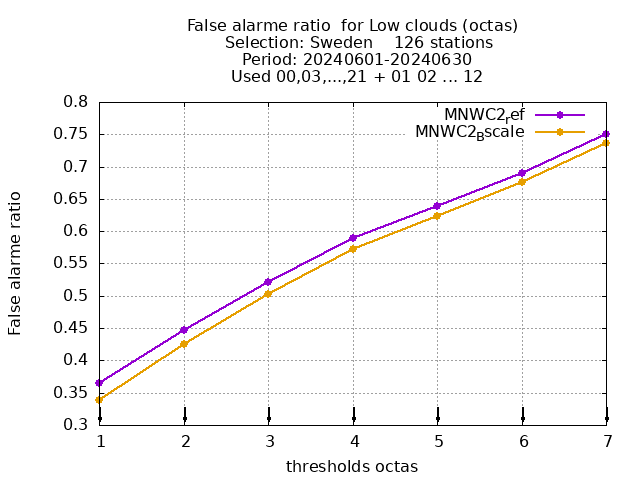 False alarme ratio  for Low clouds (octas)
Selection: Sweden    126 stations
Period: 20240601-20240630
Used 00,03,...,21 + 01 02 ... 12
MNWC2ref
MNWC2Bscale
0.8
0.75
0.7
0.65
0.6
0.55
0.5
0.45
0.4
0.35
0.3
False alarme ratio
1 2 3 4 5 6 7
thresholds octas